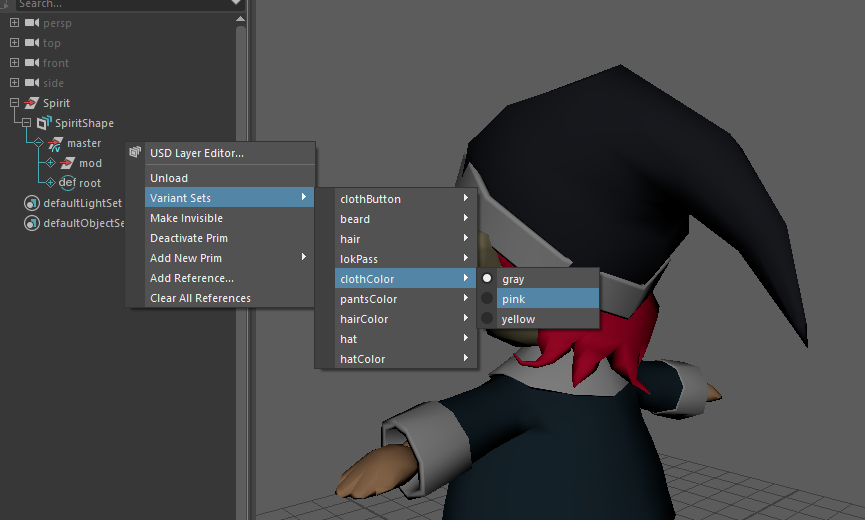 Search...
persp
top
front
side
Spirit
SpiritShape
master
mod
def root
defaultLightSet
defaultObjectSe
USD Layer Editor...
Unload
Variant Sets
Make Invisible
Deactivate Prim
Add New Prim
Add Reference...
Clear All References
clothButton
beard
hair
lokPass
clothColor
pantsColor
hairColor
hat
hatColor
gray
pink
yellow